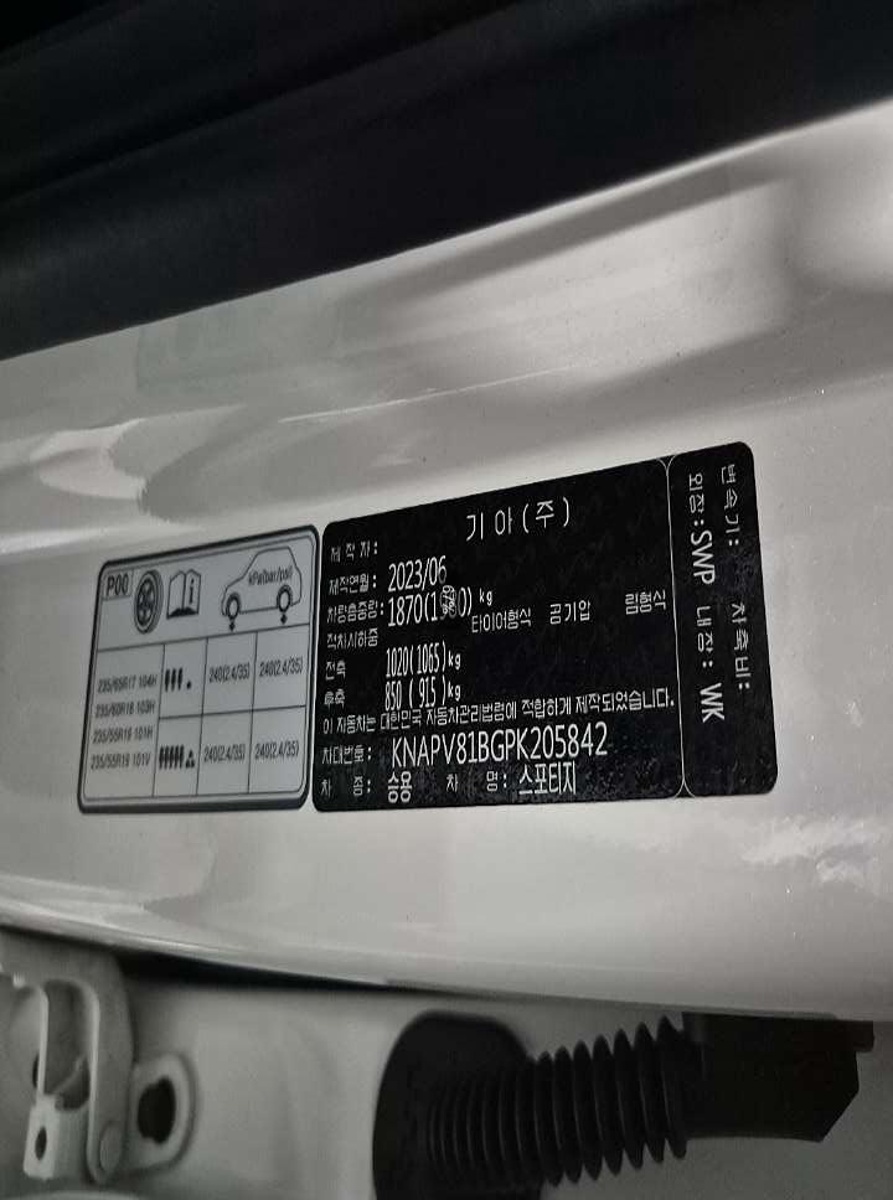 P00
kPa(bar/psi)
235/65R17 104H
235/60R18 103H
235/55R19 101H
235/55R19 101V
240(2.4/35) 240(2.4/35)
240(2.4/35) 240(2.4/35)
제작자: 기아(주)
제작연월: 2023/06
차량총중량: kg
적차시하중 타이어형식 공기압 림형식
전축 1020(1065)kg
후축 850 ( 915)kg
이 자동차는 대한민국 자동차관리법령에 적합하게 제작되었습니다.
차대번호: KNAPV81BGPK205842
차 종: 승용 차 명: 스포티지
변속기: 차축비:
외장:SWP 내장: WK